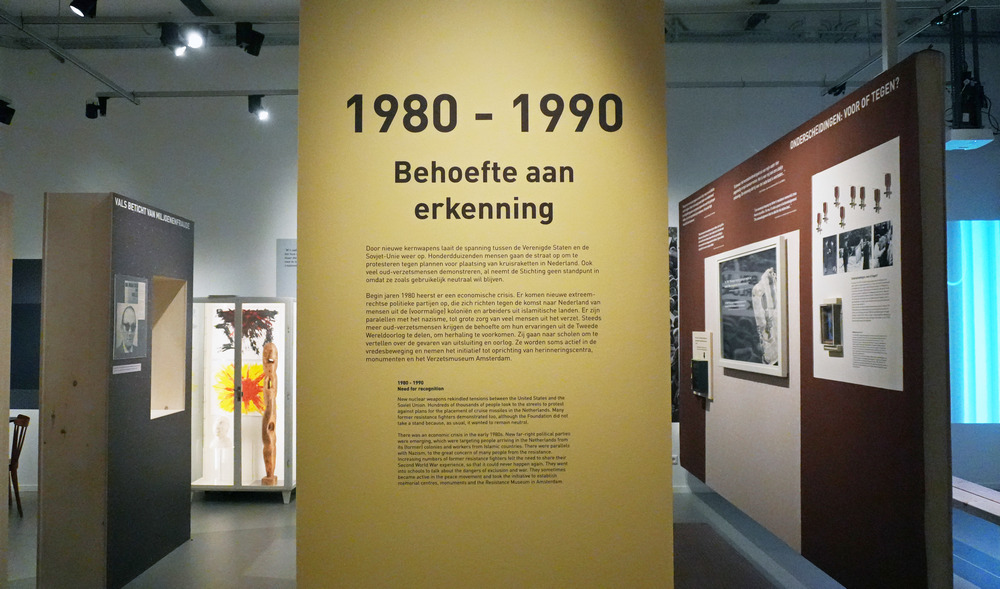 VALS BETICHT VAN MILJOENENFRAUDE
1980 - 1990
Behoefte aan
erkenning
Door nieuwe kernwapens laait de spanning tussen de Verenigde Staten en de
Sovjet-Unie weer op. Honderdduizenden mensen gaan de straat op om te
protesteren tegen plannen voor plaatsing van kruisraketten in Nederland. Ook
veel oud-verzetsmensen demonstreren, al neemt de Stichting geen standpunt in
omdat ze zoals gebruikelijk neutraal wil blijven.
Begin jaren 1980 heerst er een economische crisis. Er komen nieuwe extreem-
rechtse politieke partijen op, die zich richten tegen de komst naar Nederland van
mensen uit de (voormalige) koloniën en arbeiders uit islamitische landen. Er zijn
parallellen met het nazisme, tot grote zorg van veel mensen uit het verzet. Steeds
meer oud-verzetsmensen krijgen de behoefte om hun ervaringen uit de Tweede
Wereldoorlog te delen, om herhaling te voorkomen. Zij gaan naar scholen om te
vertellen over de gevaren van uitsluiting en oorlog. Ze worden soms actief in de
vredesbeweging en nemen het initiatief tot oprichting van herinneringscentra,
monumenten en het Verzetsmuseum Amsterdam.
1980 - 1990
Need for recognition
New nuclear weapons rekindled tensions between the United States and the
Soviet Union. Hundreds of thousands of people took to the streets to protest
against plans for the placement of cruise missiles in the Netherlands. Many
former resistance fighters demonstrated too, although the Foundation did not
take a stand because, as usual, it wanted to remain neutral.
There was an economic crisis in the early 1980s. New far-right political parties
were emerging, which were targeting people arriving in the Netherlands from
its (former) colonies and workers from Islamic countries. There were parallels
with Nazism, to the great concern of many people from the resistance.
Increasing numbers of former resistance fighters felt the need to share their
Second World War experience, so that it could never happen again. They went
into schools to talk about the dangers of exclusion and war. They sometimes
became active in the peace movement and took the initiative to establish
memorial centres, monuments and the Resistance Museum in Amsterdam.
ONDERSCHEIDINGEN: VOOR OF TEGEN?